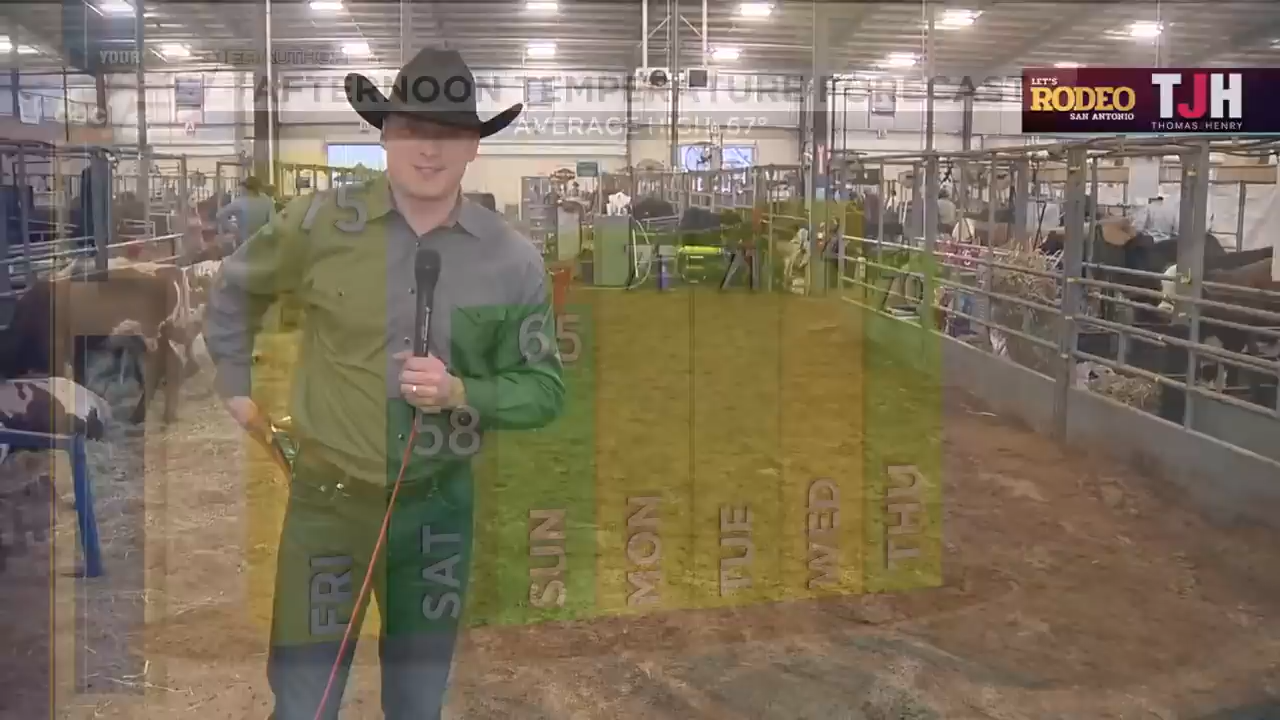 YOUR
AFTERNOON TEMPERATURE FORECAST
AVERAGE HIGH: 67°
LET'S
RODEO
SAN ANTONIO
TJH
THOMAS J HENRY
75
58
65
FRI
SAT
SUN
MON
TUE
WED
THU